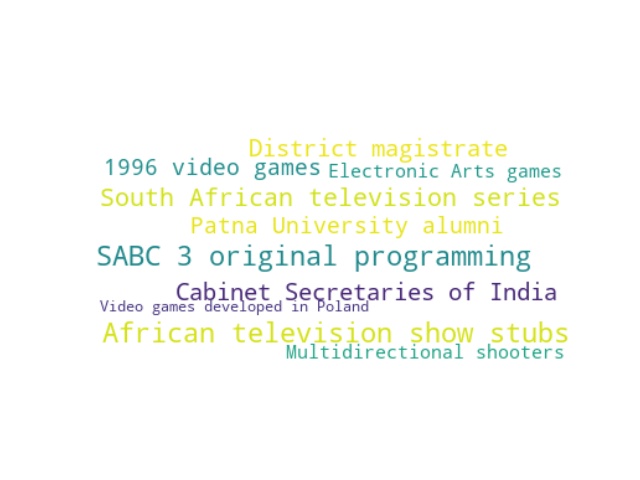 District magistrate
1996 video games
Electronic Arts games
South African television series
Patna University alumni
SABC 3 original programming
Cabinet Secretaries of India
Video games developed in Poland
African television show stubs
Multidirectional shooters